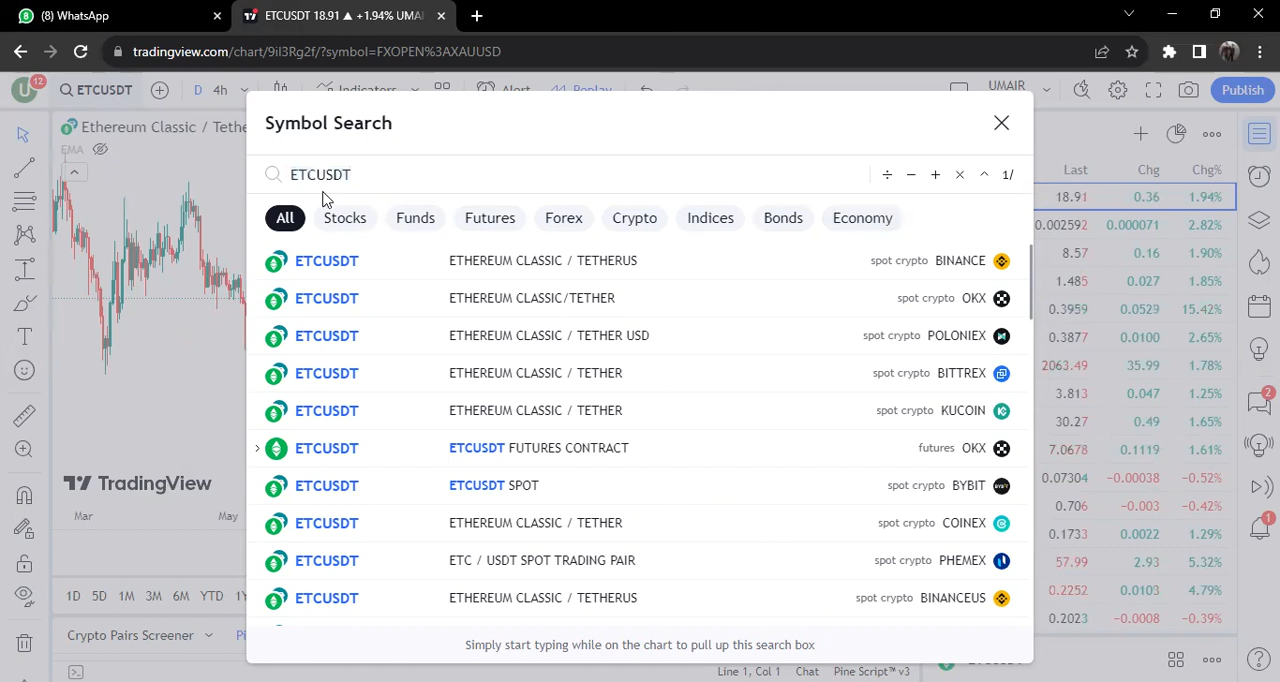 (8) WhatsApp
ETCUSDT 18.91 ▲ +1.94% UMAI
tradingview.com/chart/9il3Rg2f/?symbol=FXOPEN%3AXAUUSD
U 12 ETCUSDT D 4h Indicators Alert Replay UMAIR Publish
Ethereum Classic / Tethe
EMA
Symbol Search
ETCUSDT ÷ − + × ^ 1/
All Stocks Funds Futures Forex Crypto Indices Bonds Economy
ETCUSDT ETHEREUM CLASSIC / TETHERUS spot crypto BINANCE
ETCUSDT ETHEREUM CLASSIC/TETHER spot crypto OKX
ETCUSDT ETHEREUM CLASSIC / TETHER USD spot crypto POLONIEX
ETCUSDT ETHEREUM CLASSIC / TETHER spot crypto BITTREX
ETCUSDT ETHEREUM CLASSIC / TETHER spot crypto KUCOIN
ETCUSDT ETCUSDT FUTURES CONTRACT futures OKX
ETCUSDT ETCUSDT SPOT spot crypto BYBIT
ETCUSDT ETHEREUM CLASSIC / TETHER spot crypto COINEX
ETCUSDT ETC / USDT SPOT TRADING PAIR spot crypto PHEMEX
ETCUSDT ETHEREUM CLASSIC / TETHERUS spot crypto BINANCEUS
Simply start typing while on the chart to pull up this search box
Last Chg Chg%
18.91 0.36 1.94%
0.002592 0.000071 2.82%
8.57 0.16 1.90%
1.485 0.027 1.85%
0.3959 0.0529 15.42%
0.3877 0.0100 2.65%
2063.49 35.99 1.78%
3.813 0.047 1.25%
30.27 0.49 1.65%
7.0678 0.1119 1.61%
0.07304 −0.00038 −0.52%
0.706 −0.003 −0.42%
0.1733 0.0022 1.29%
57.99 2.93 5.32%
0.2252 0.0103 4.79%
0.2023 −0.0008 −0.39%
2
1
TradingView
Mar May
1D 5D 1M 3M 6M YTD 1Y
Crypto Pairs Screener Pi
Line 1, Col 1 Chat Pine Script™ v3